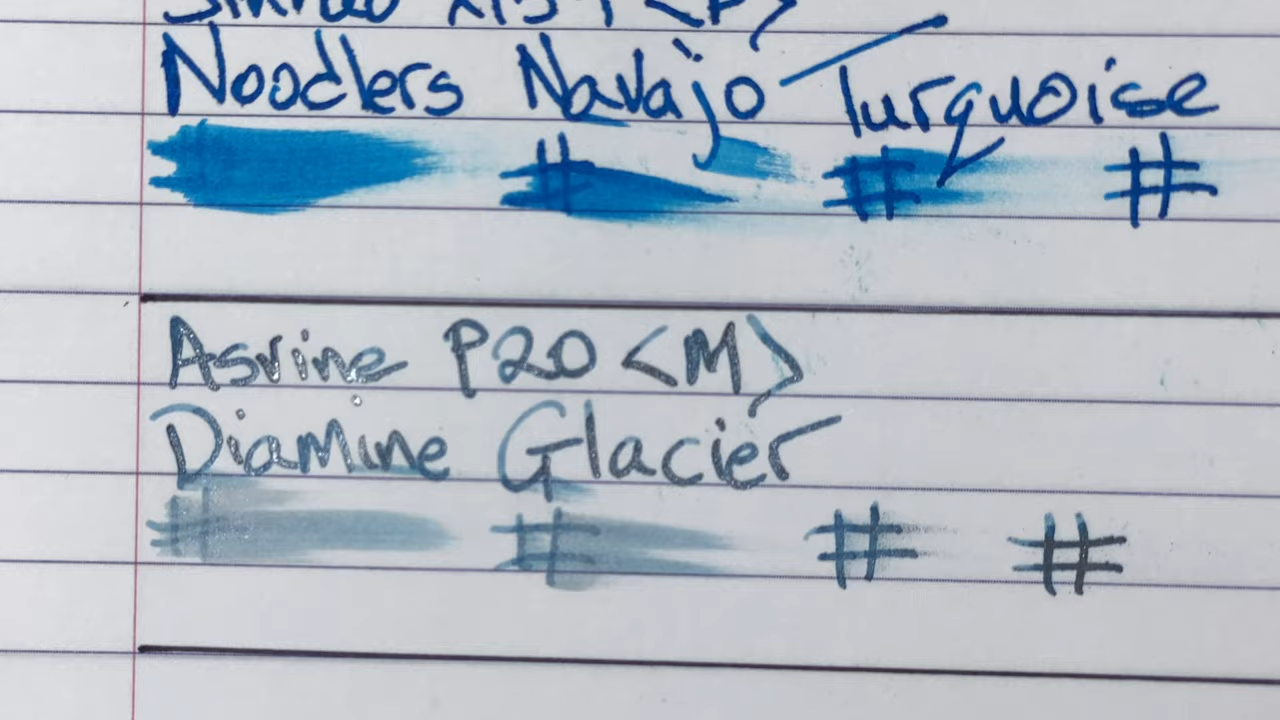 <F>
Noodlers Navajo Turquoise
# # #
Asvine P20 <M>
Diamine Glacier
# # # #